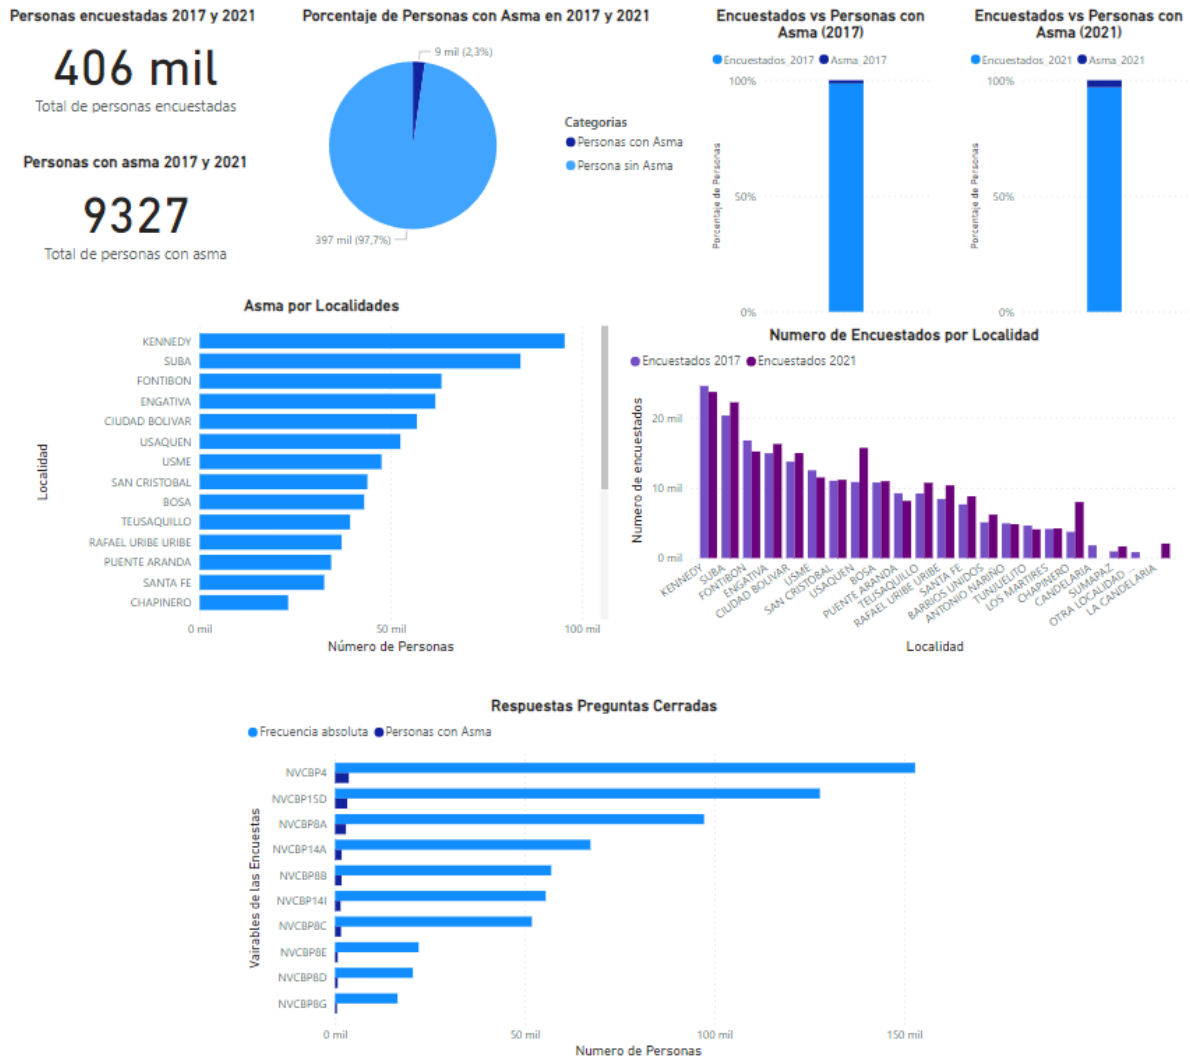 Personas encuestadas 2017 y 2021
406 mil
Total de personas encuestadas
Personas con asma 2017 y 2021
9327
Total de personas con asma
Porcentaje de Personas con Asma en 2017 y 2021
9 mil (2,3%)
397 mil (97,7%)
Categorias
Personas con Asma
Persona sin Asma
Encuestados vs Personas con
Asma (2017)
Encuestados_2017 Asma_2017
100%
50%
0%
Porcentaje de Personas
Encuestados vs Personas con
Asma (2021)
Encuestados_2021 Asma_2021
100%
50%
0%
Porcentaje de Personas
Asma por Localidades
Localidad
KENNEDY
SUBA
FONTIBON
ENGATIVA
CIUDAD BOLIVAR
USAQUEN
USME
SAN CRISTOBAL
BOSA
TEUSAQUILLO
RAFAEL URIBE URIBE
PUENTE ARANDA
SANTA FE
CHAPINERO
0 mil 50 mil 100 mil
Número de Personas
Numero de Encuestados por Localidad
Encuestados 2017 Encuestados 2021
Numero de encuestados
20 mil
10 mil
0 mil
KENNEDY
SUBA
FONTIBON
ENGATIVA
CIUDAD BOLIVAR
USME
SAN CRISTOBAL
USAQUEN
BOSA
PUENTE ARANDA
TEUSAQUILLO
RAFAEL URIBE URIBE
SANTA FE
BARRIOS UNIDOS
ANTONIO NARIÑO
TUNJUELITO
LOS MARTIRES
CHAPINERO
CANDELARIA
SUMAPAZ
OTRA LOCALIDAD ...
LA CANDELARIA
Localidad
Respuestas Preguntas Cerradas
Frecuencia absoluta Personas con Asma
Vairables de las Encuestas
NVCBP4
NVCBP15D
NVCBP8A
NVCBP14A
NVCBP8B
NVCBP14I
NVCBP8C
NVCBP8E
NVCBP8D
NVCBP8G
0 mil 50 mil 100 mil 150 mil
Numero de Personas